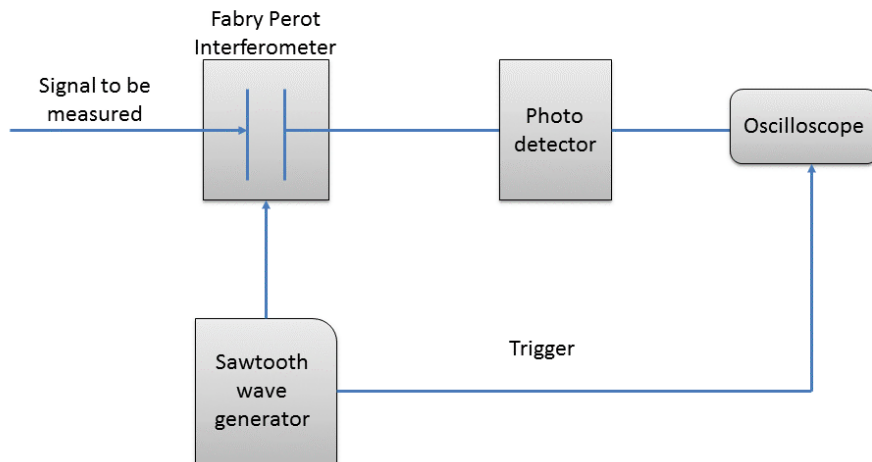 Fabry Perot
Interferometer
Signal to be
measured
Photo
detector
Oscilloscope
Sawtooth
wave
generator
Trigger